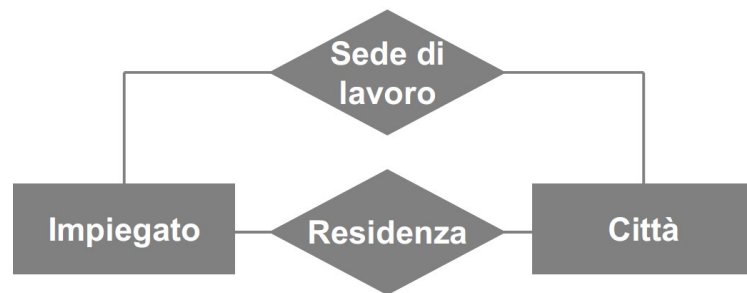 Sede di
lavoro
Impiegato
Residenza
Città